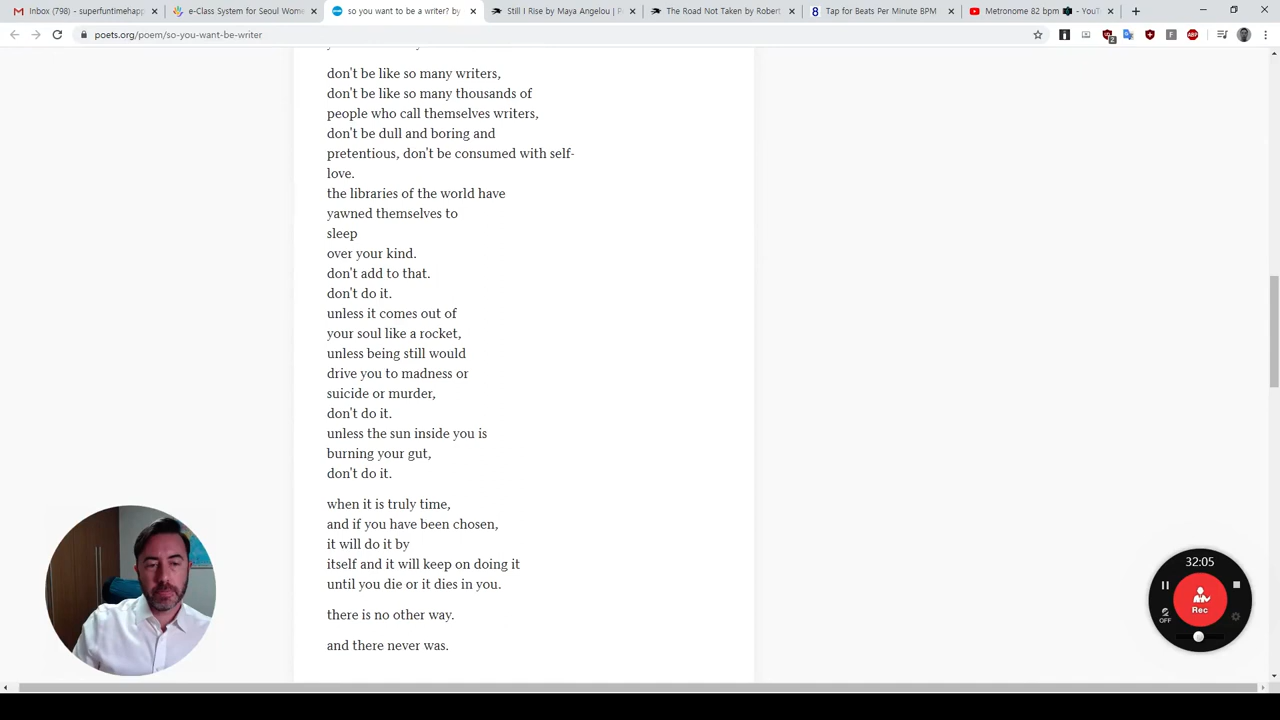 Inbox (798) - superfuntimehapp
e-Class System for Seoul Wome
so you want to be a writer? by
Still I Rise by Maya Angelou | P
The Road Not Taken by Robert
Tap for Beats Per Minute BPM
Metronome 82 bpm - YouT
poets.org/poem/so-you-want-be-writer
don't be like so many writers,
don't be like so many thousands of
people who call themselves writers,
don't be dull and boring and
pretentious, don't be consumed with self-
love.
the libraries of the world have
yawned themselves to
sleep
over your kind.
don't add to that.
don't do it.
unless it comes out of
your soul like a rocket,
unless being still would
drive you to madness or
suicide or murder,
don't do it.
unless the sun inside you is
burning your gut,
don't do it.
when it is truly time,
and if you have been chosen,
it will do it by
itself and it will keep on doing it
until you die or it dies in you.
there is no other way.
and there never was.
32:05
Rec
OFF